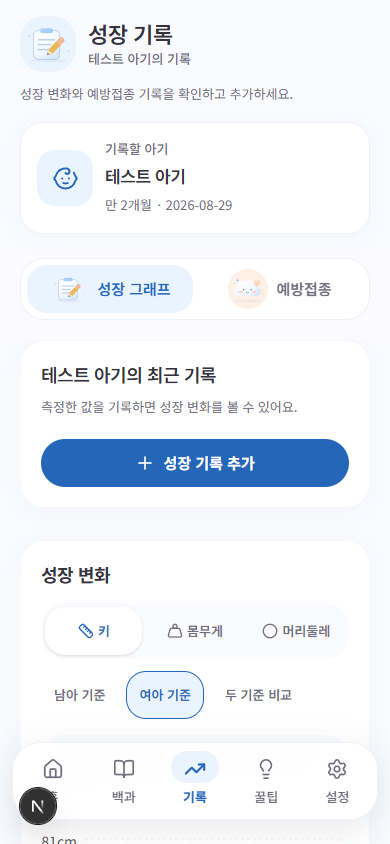 성장 기록
테스트 아기의 기록
성장 변화와 예방접종 기록을 확인하고 추가하세요.
기록할 아기
테스트 아기
만 2개월 · 2026-08-29
성장 그래프
예방접종
테스트 아기의 최근 기록
측정한 값을 기록하면 성장 변화를 볼 수 있어요.
+ 성장 기록 추가
성장 변화
키
몸무게
머리둘레
남아 기준
여아 기준
두 기준 비교
N
백과
기록
꿀팁
설정
81cm